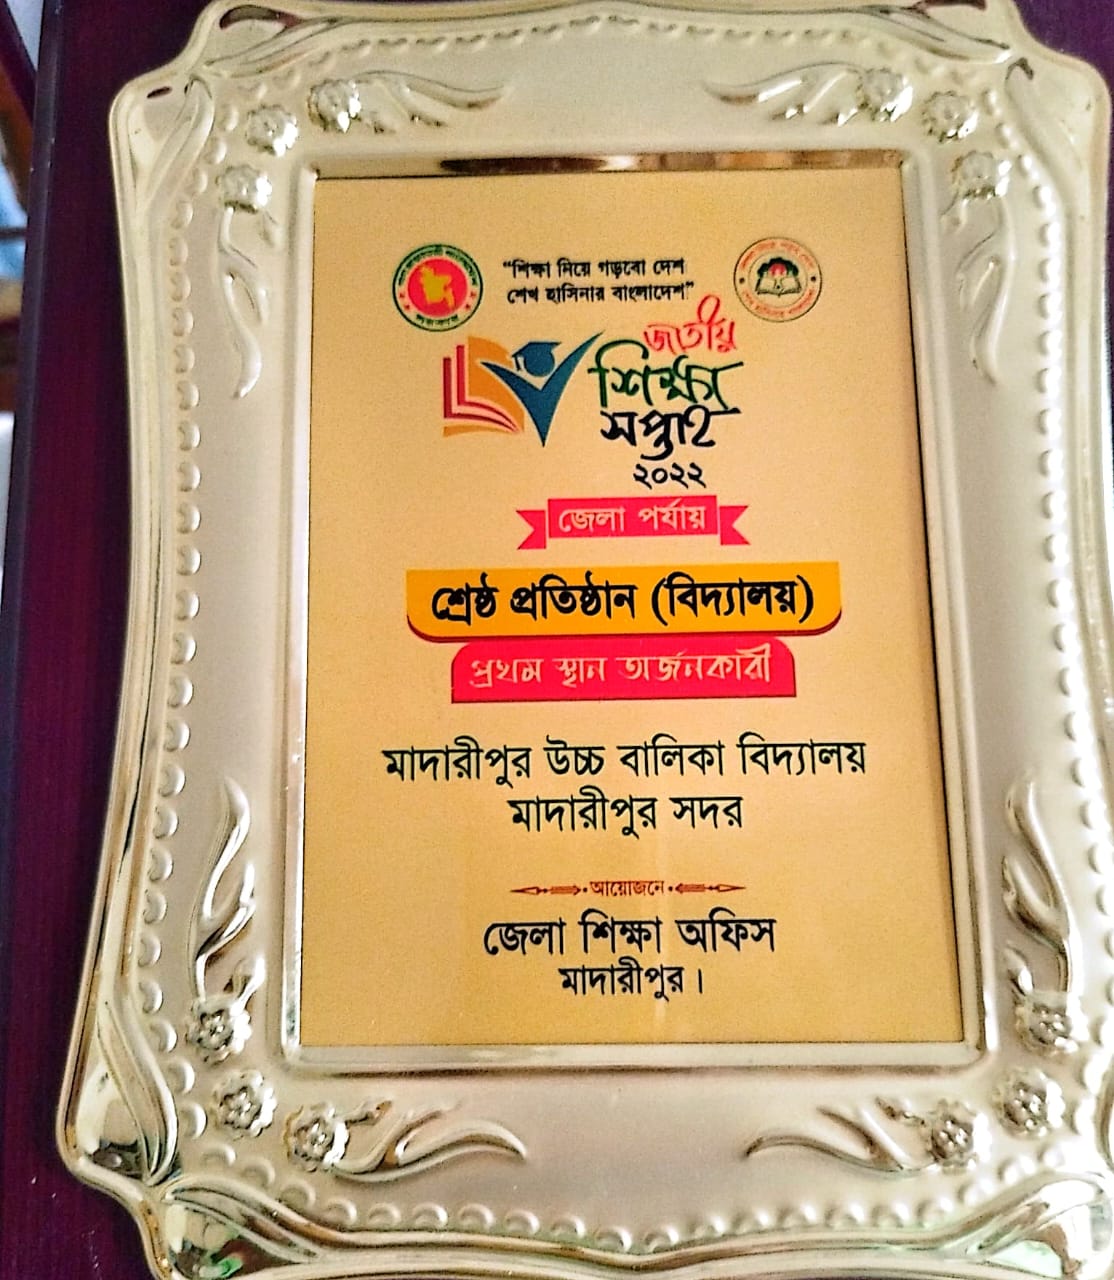 “শিক্ষা নিয়ে গড়বো দেশ
শেখ হাসিনার বাংলাদেশ”
জাতীয়
শিক্ষা
সপ্তাহ
২০২২
জেলা পর্যায়
শ্রেষ্ঠ প্রতিষ্ঠান (বিদ্যালয়)
প্রথম স্থান অর্জনকারী
মাদারীপুর উচ্চ বালিকা বিদ্যালয়
মাদারীপুর সদর
আয়োজনে
জেলা শিক্ষা অফিস
মাদারীপুর।